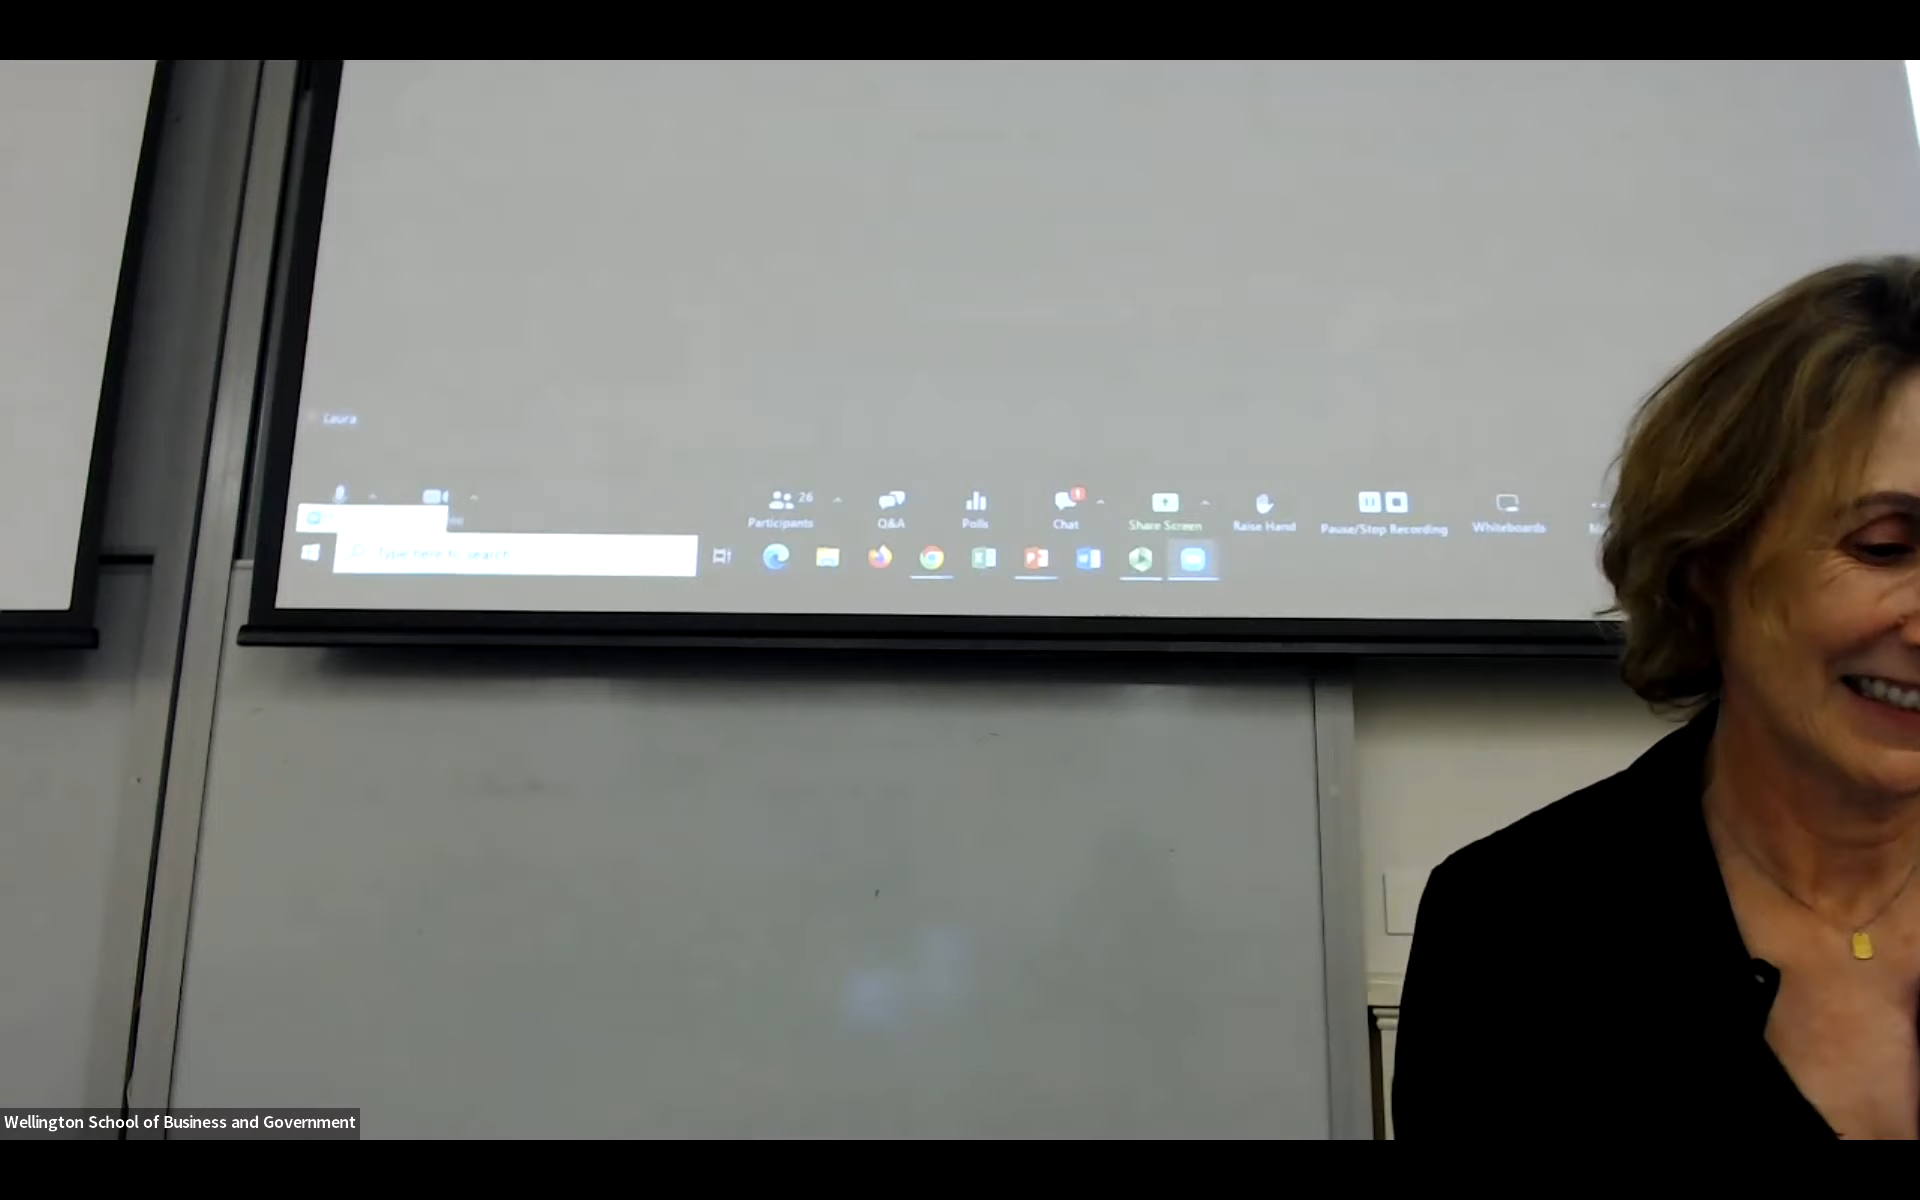 Laura
26
Participants
Q&A
Polls
Chat
Share Screen
Raise Hand
Pause/Stop Recording
Whiteboards
Type here to search
Wellington School of Business and Government